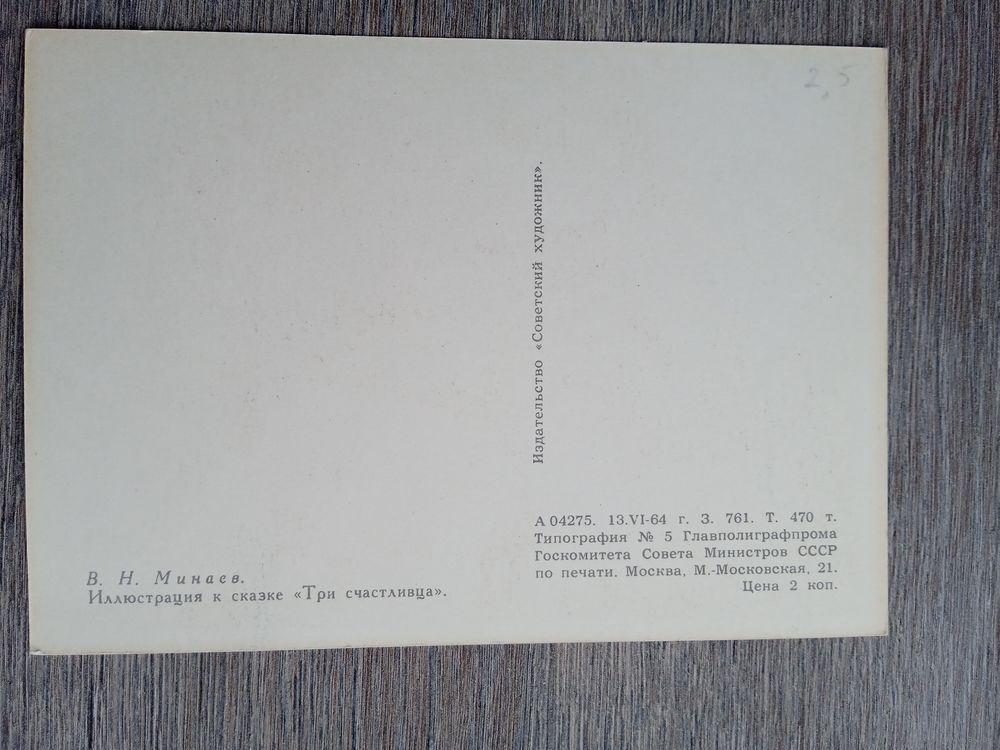 2,5
Издательство «Советский художник».
А 04275. 13.VI-64 г. З. 761. Т. 470 т.
Типография № 5 Главполиграфпрома
Госкомитета Совета Министров СССР
по печати. Москва, М.-Московская, 21.
Цена 2 коп.
В. Н. Минаев.
Иллюстрация к сказке «Три счастливца».